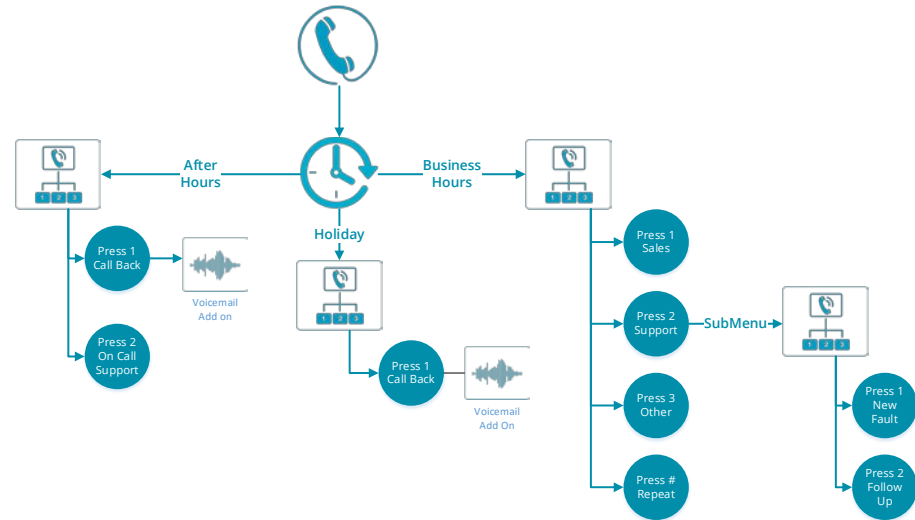 After
Hours
Business
Hours
Holiday
1 2 3
1 2 3
1 2 3
Press 1
Call Back
Voicemail
Add on
Press 2
On Call
Support
Press 1
Call Back
Voicemail
Add On
Press 1
Sales
Press 2
Support
SubMenu
1 2 3
Press 3
Other
Press #
Repeat
Press 1
New
Fault
Press 2
Follow
Up